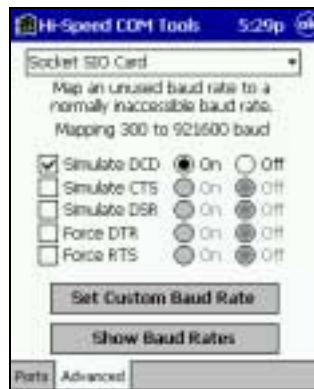 Hi-Speed COM Tools 5:29p ok
Socket SIO Card
Map an unused baud rate to a
normally inaccessible baud rate.
Mapping 300 to 921600 baud
Simulate DCD On Off
Simulate CTS On Off
Simulate DSR On Off
Force DTR On Off
Force RTS On Off
Set Custom Baud Rate
Show Baud Rates
Ports Advanced